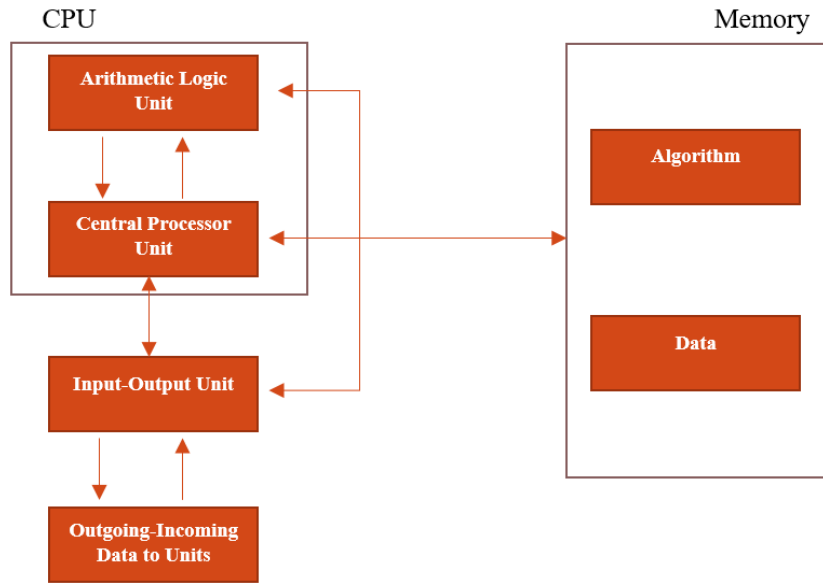 CPU
Memory
Arithmetic Logic
Unit
Algorithm
Central Processor
Unit
Data
Input-Output Unit
Outgoing-Incoming
Data to Units